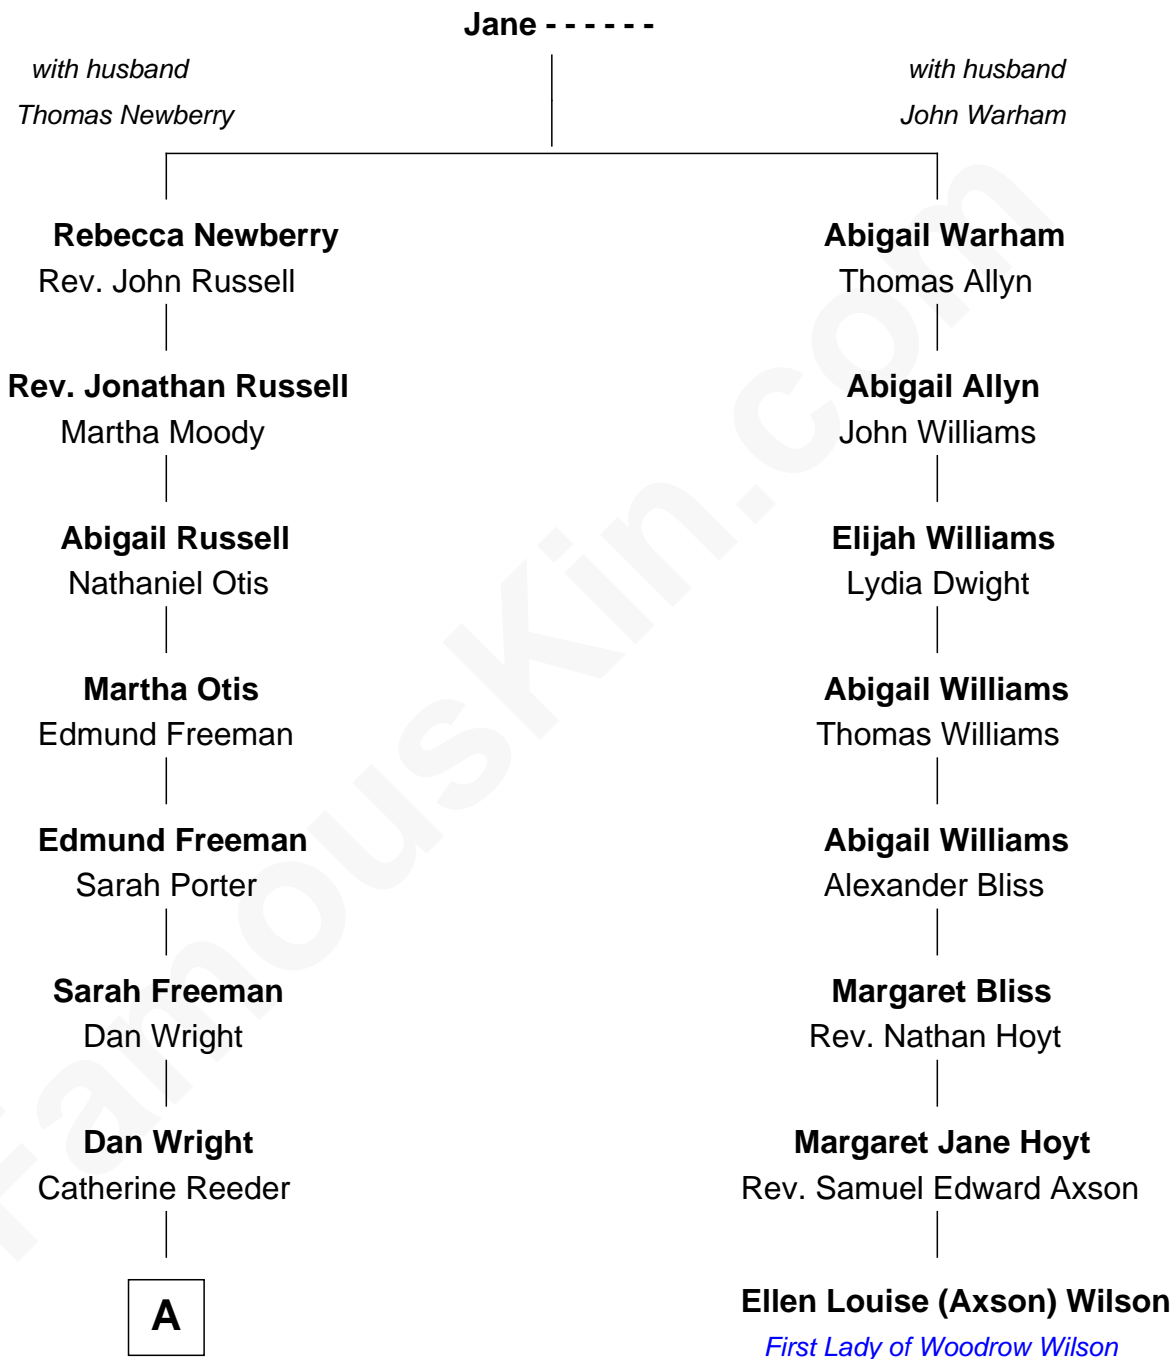 Jane - - - - - -
with husband
Thomas Newberry
with husband
John Warham
Rebecca Newberry
Rev. John Russell
Abigail Warham
Thomas Allyn
Rev. Jonathan Russell
Martha Moody
Abigail Allyn
John Williams
Abigail Russell
Nathaniel Otis
Elijah Williams
Lydia Dwight
Martha Otis
Edmund Freeman
Abigail Williams
Thomas Williams
Edmund Freeman
Sarah Porter
Abigail Williams
Alexander Bliss
Sarah Freeman
Dan Wright
Margaret Bliss
Rev. Nathan Hoyt
Dan Wright
Catherine Reeder
Margaret Jane Hoyt
Rev. Samuel Edward Axson
A
Ellen Louise (Axson) Wilson
First Lady of Woodrow Wilson
FamousKin.com